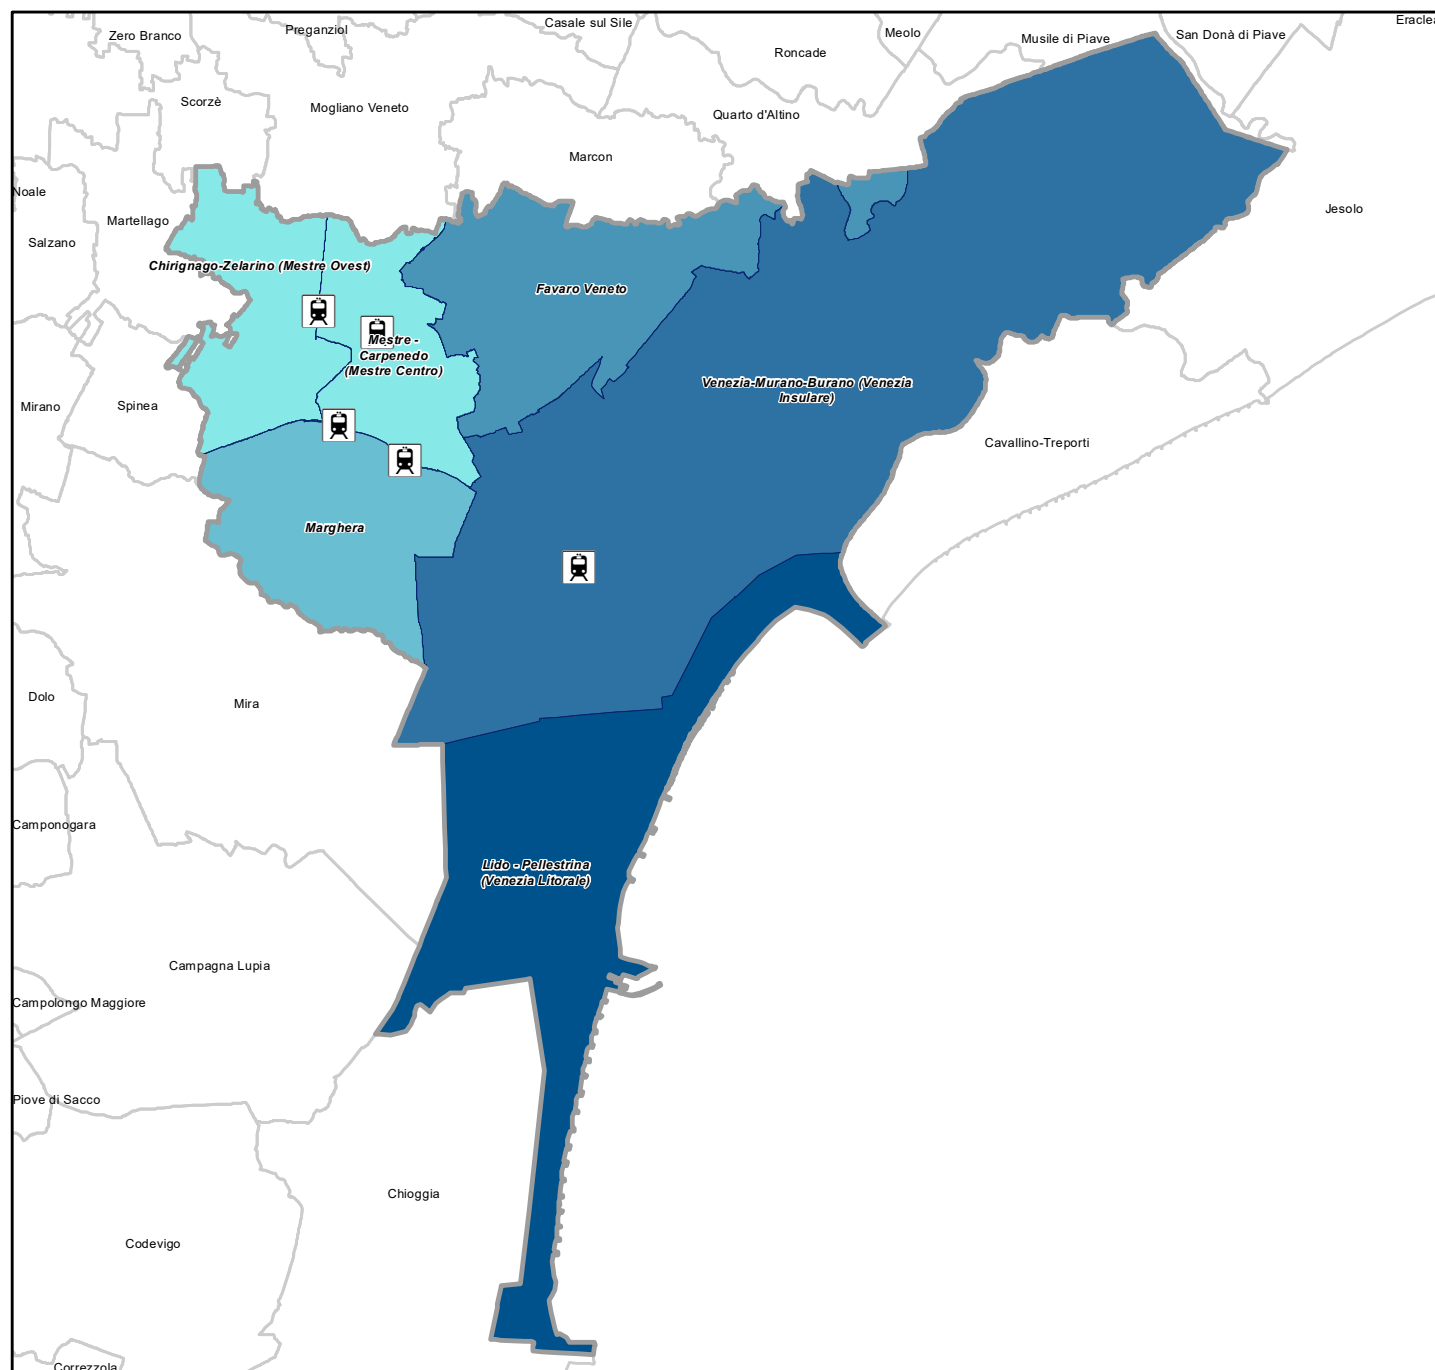 Casale sul Sile
Eraclea
Preganziol
Zero Branco
Meolo
San Donà di Piave
Musile di Piave
Roncade
Scorzè
Mogliano Veneto
Quarto d'Altino
Marcon
Noale
Jesolo
Martellago
Salzano
Chirignago-Zelarino (Mestre Ovest)
Favaro Veneto
Mestre -
Carpenedo
(Mestre Centro)
Venezia-Murano-Burano (Venezia
Insulare)
Mirano
Spinea
Cavallino-Treporti
Marghera
Dolo
Mira
Camponogara
Lido - Pellestrina
(Venezia Litorale)
Campagna Lupia
Campolongo Maggiore
Piove di Sacco
Chioggia
Codevigo
Correzzola